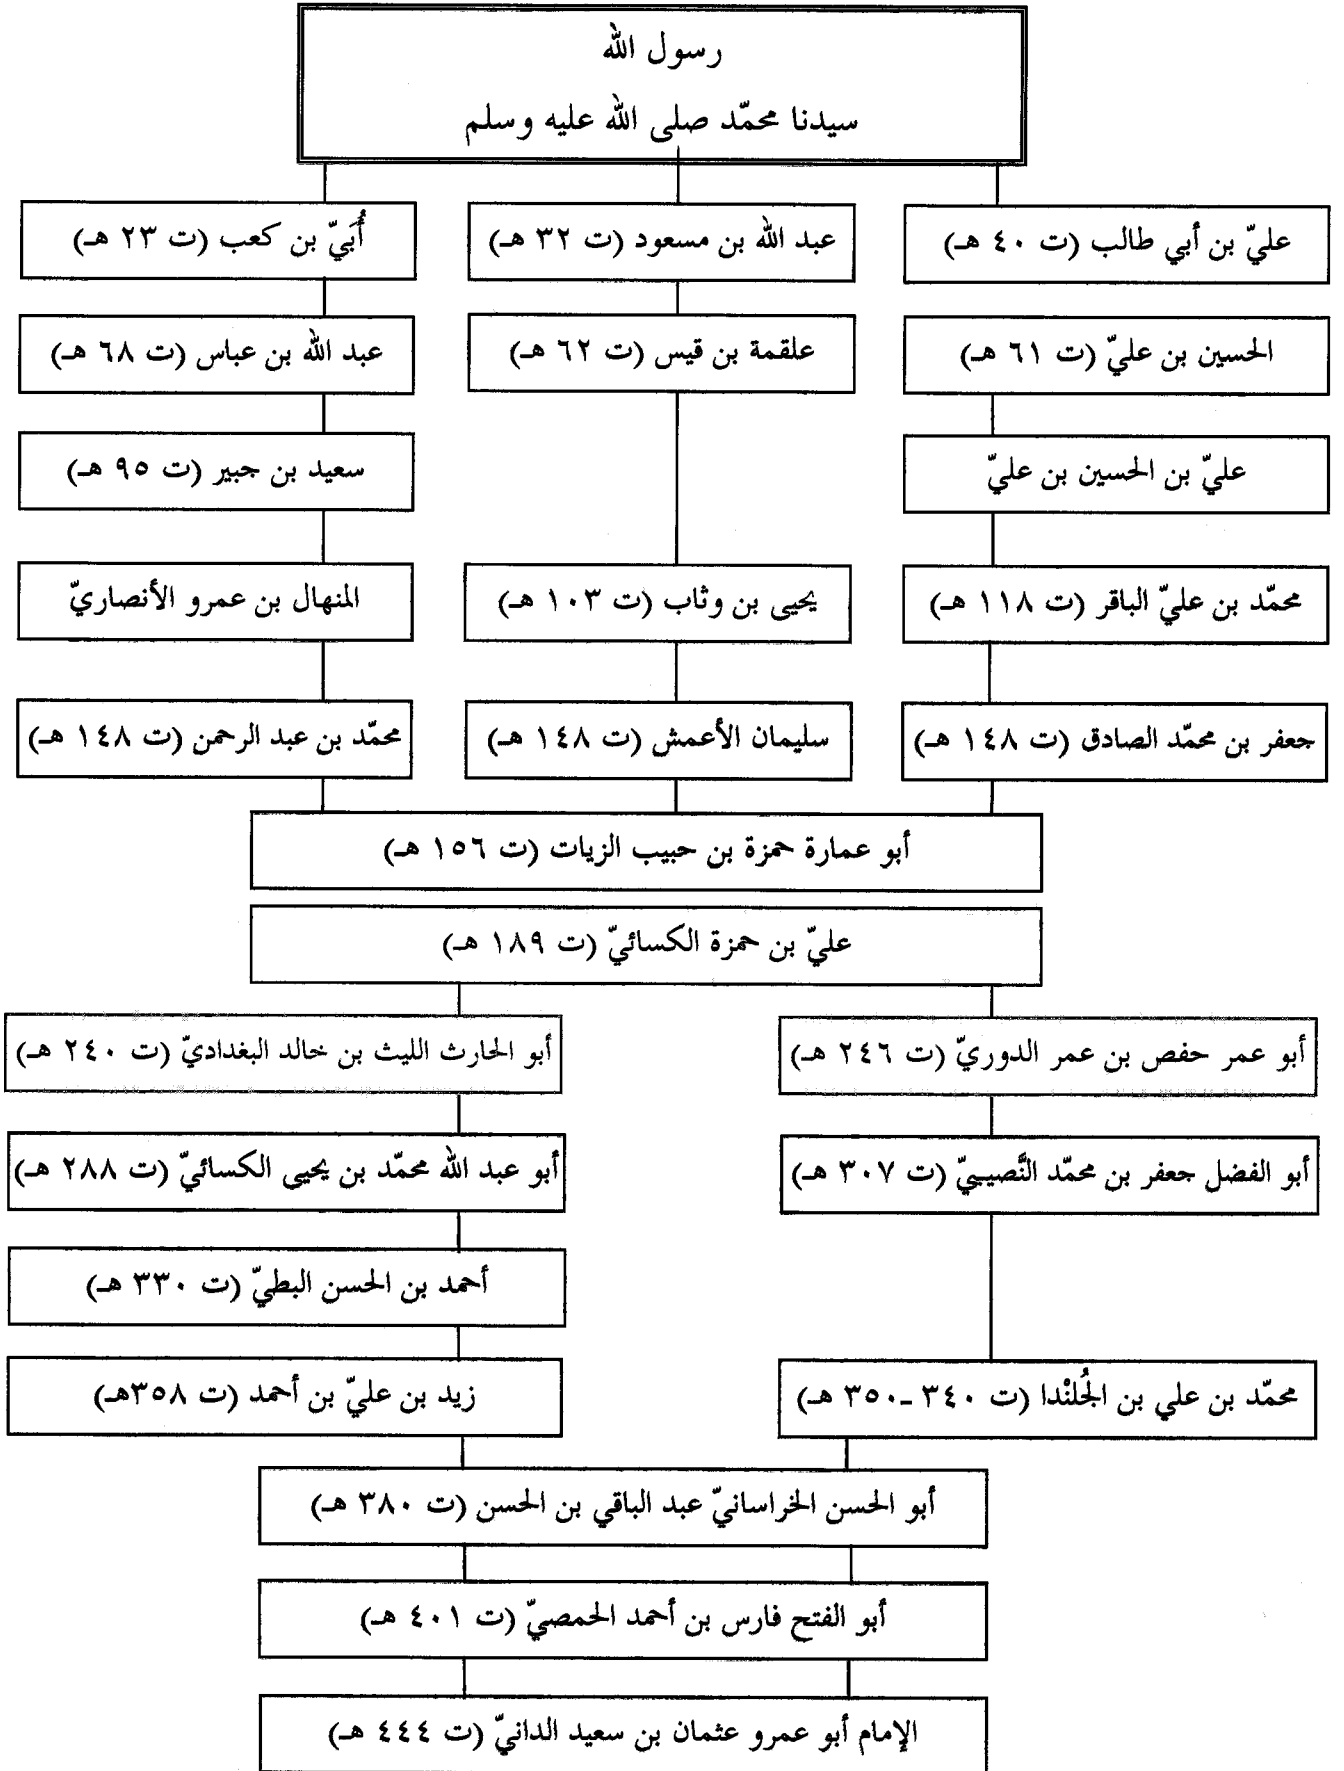 رسول الله
سيدنا محمّد صلى الله عليه وسلم
عليّ بن أبي طالب (ت ٤٠ هـ)
عبد الله بن مسعود (ت ٣٢ هـ)
أُبَيّ بن كعب (ت ٢٣ هـ)
الحسين بن عليّ (ت ٦١ هـ)
علقمة بن قيس (ت ٦٢ هـ)
عبد الله بن عباس (ت ٦٨ هـ)
عليّ بن الحسين بن عليّ
سعيد بن جبير (ت ٩٥ هـ)
محمّد بن عليّ الباقر (ت ١١٨ هـ)
يحيى بن وثاب (ت ١٠٣ هـ)
المنهال بن عمرو الأنصاريّ
جعفر بن محمّد الصادق (ت ١٤٨ هـ)
سليمان الأعمش (ت ١٤٨ هـ)
محمّد بن عبد الرحمن (ت ١٤٨ هـ)
أبو عمارة حمزة بن حبيب الزيات (ت ١٥٦ هـ)
عليّ بن حمزة الكسائيّ (ت ١٨٩ هـ)
أبو عمر حفص بن عمر الدوريّ (ت ٢٤٦ هـ)
أبو الحارث الليث بن خالد البغداديّ (ت ٢٤٠ هـ)
أبو الفضل جعفر بن محمّد النَّصيبيّ (ت ٣٠٧ هـ)
أبو عبد الله محمّد بن يحيى الكسائيّ (ت ٢٨٨ هـ)
أحمد بن الحسن البطيّ (ت ٣٣٠ هـ)
محمّد بن علي بن الجُلنْدا (ت ٣٤٠ـ ٣٥٠ هـ)
زيد بن عليّ بن أحمد (ت ٣٥٨هـ)
أبو الحسن الخراسانيّ عبد الباقي بن الحسن (ت ٣٨٠ هـ)
أبو الفتح فارس بن أحمد الحمصيّ (ت ٤٠١ هـ)
الإمام أبو عمرو عثمان بن سعيد الدانيّ (ت ٤٤٤ هـ)